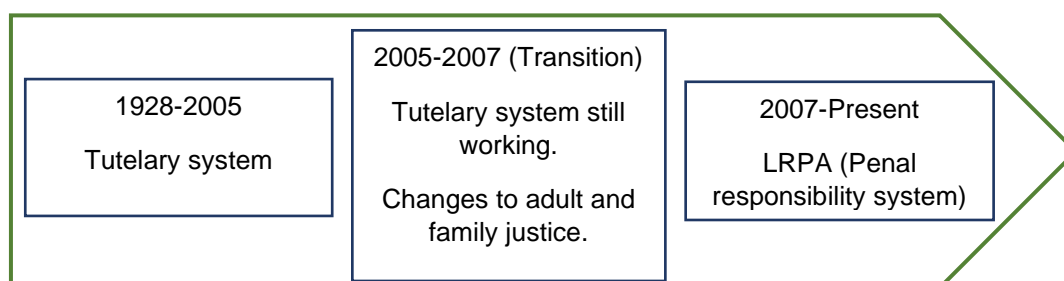 1928-2005
Tutelary system
2005-2007 (Transition)
Tutelary system still
working.
Changes to adult and
family justice.
2007-Present
LRPA (Penal
responsibility system)